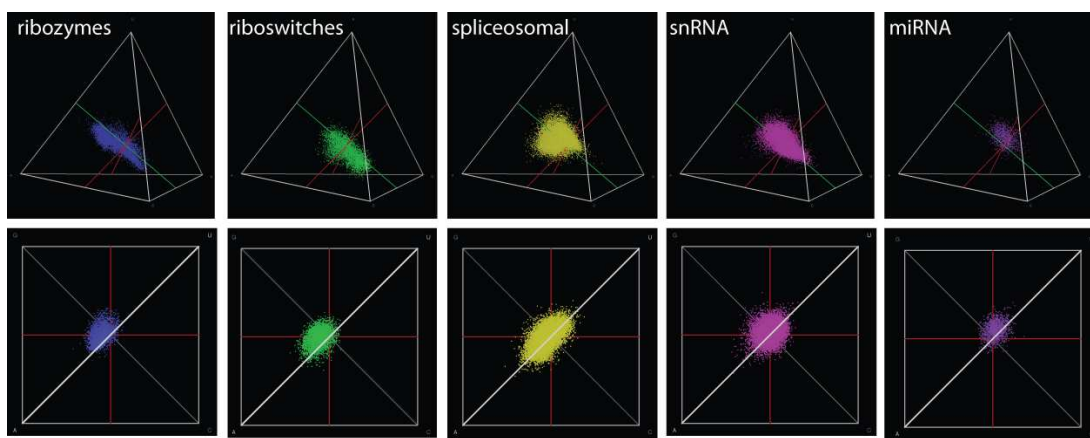 ribozymes
riboswitches
spliceosomal
snRNA
miRNA
G U
G U
G U
G U
G
A C
A C
A C
A C
A C